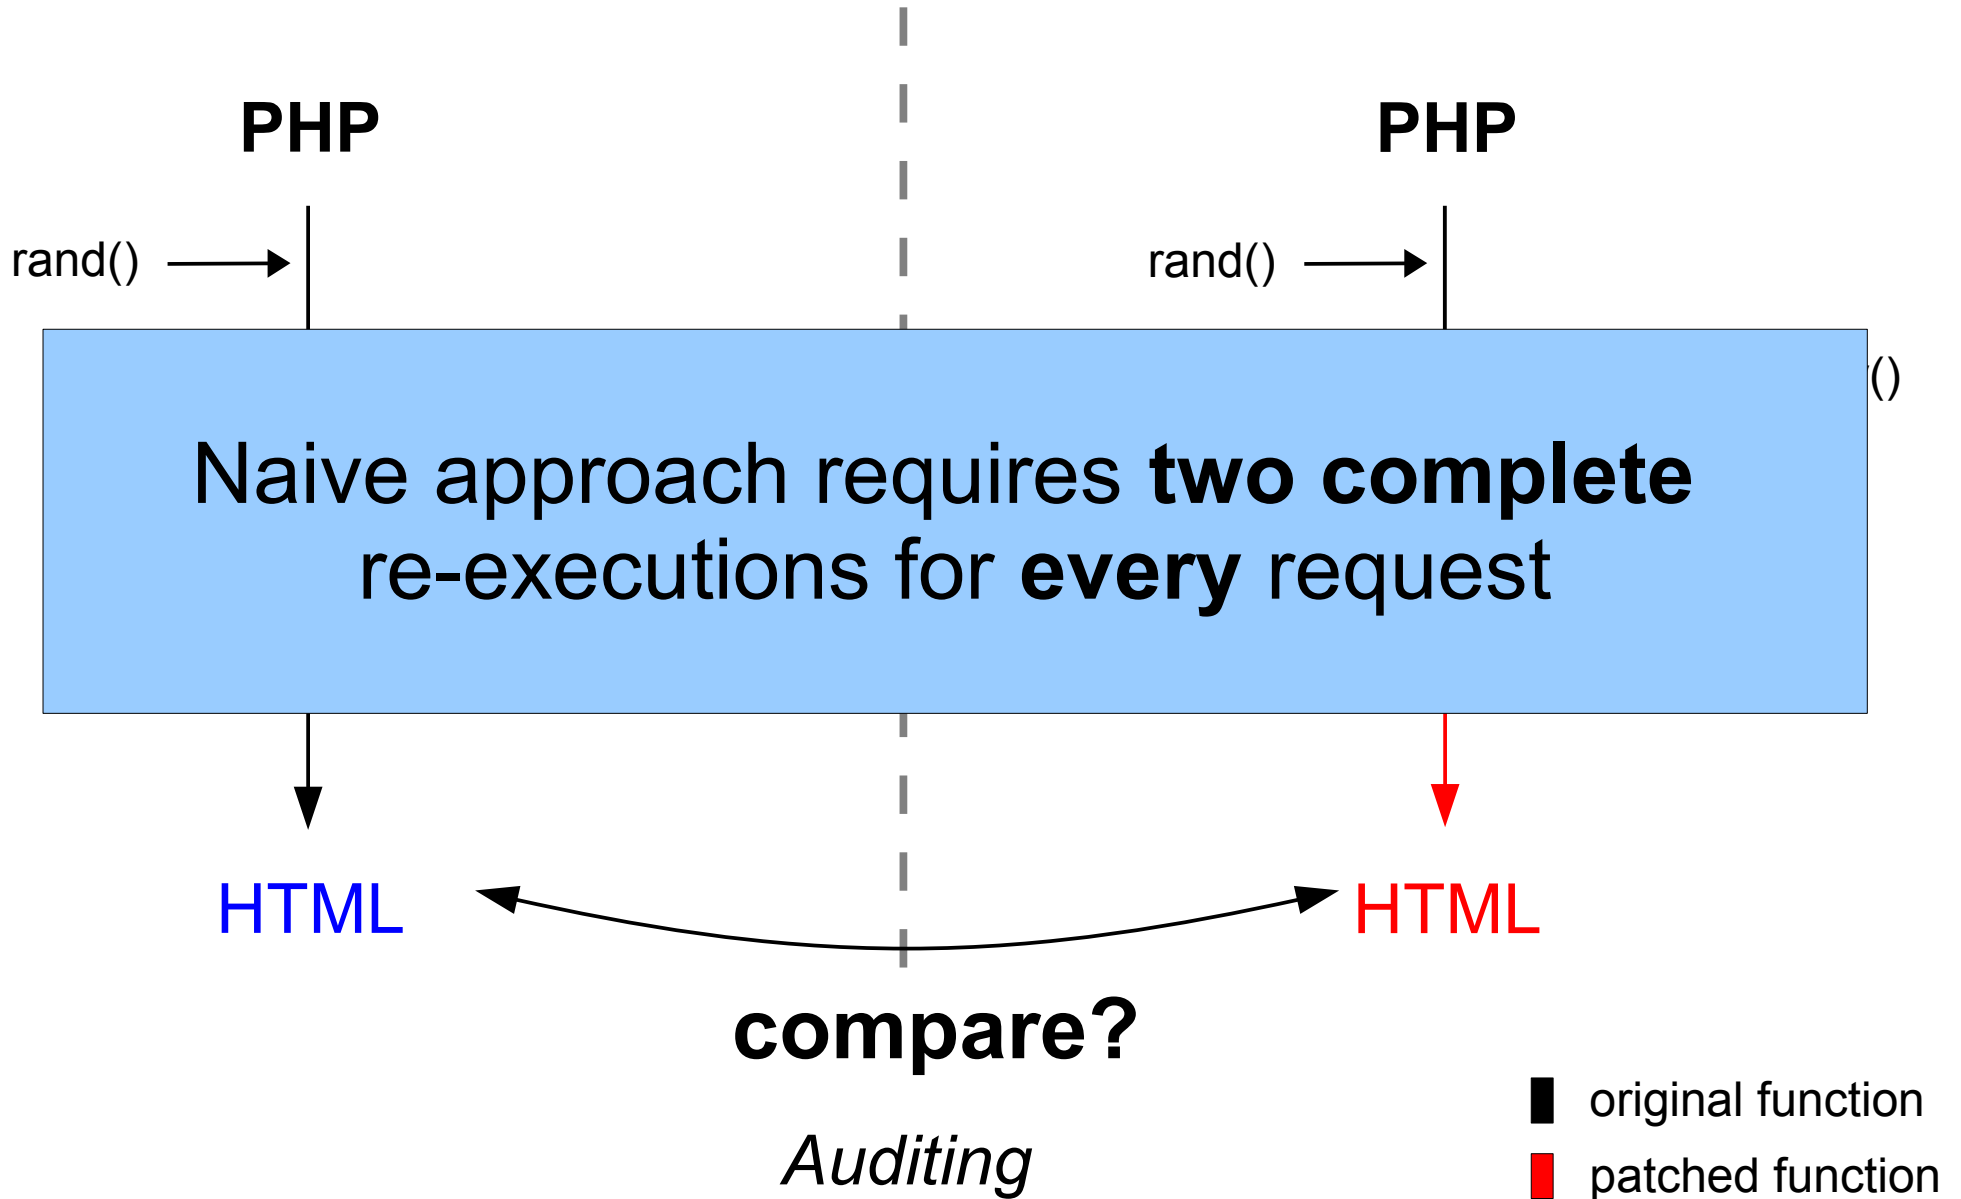 PHP PHP
rand() rand()
()
Naive approach requires two complete
re-executions for every request
HTML HTML
compare?
original function
Auditing
patched function